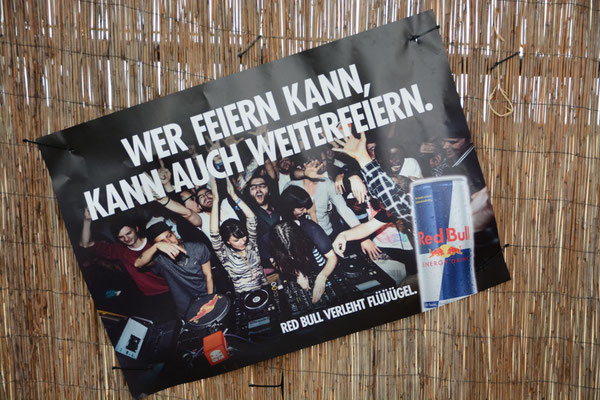 WER FEIERN KANN,
KANN AUCH WEITERFEIERN.
Red Bull
ENERGY DRINK
RED BULL VERLEIHT FLÜÜÜGEL.